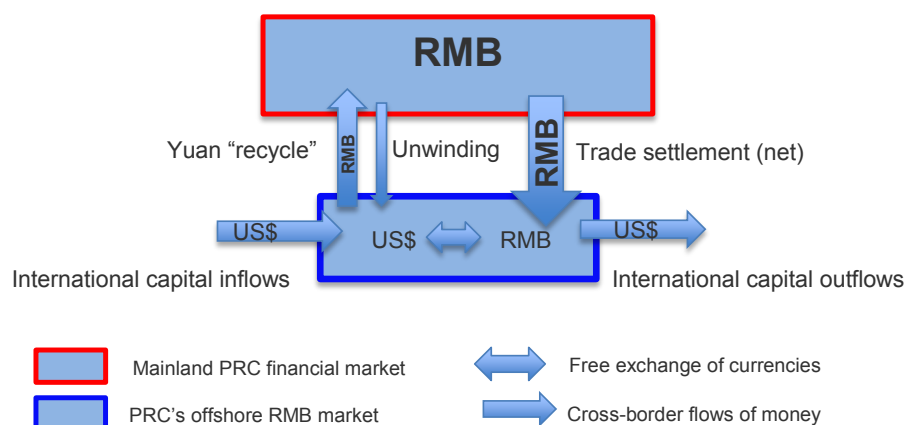 RMB
Yuan “recycle”
RMB
Unwinding
RMB
Trade settlement (net)
US$
US$
RMB
US$
International capital inflows
International capital outflows
Mainland PRC financial market
Free exchange of currencies
PRC’s offshore RMB market
Cross-border flows of money